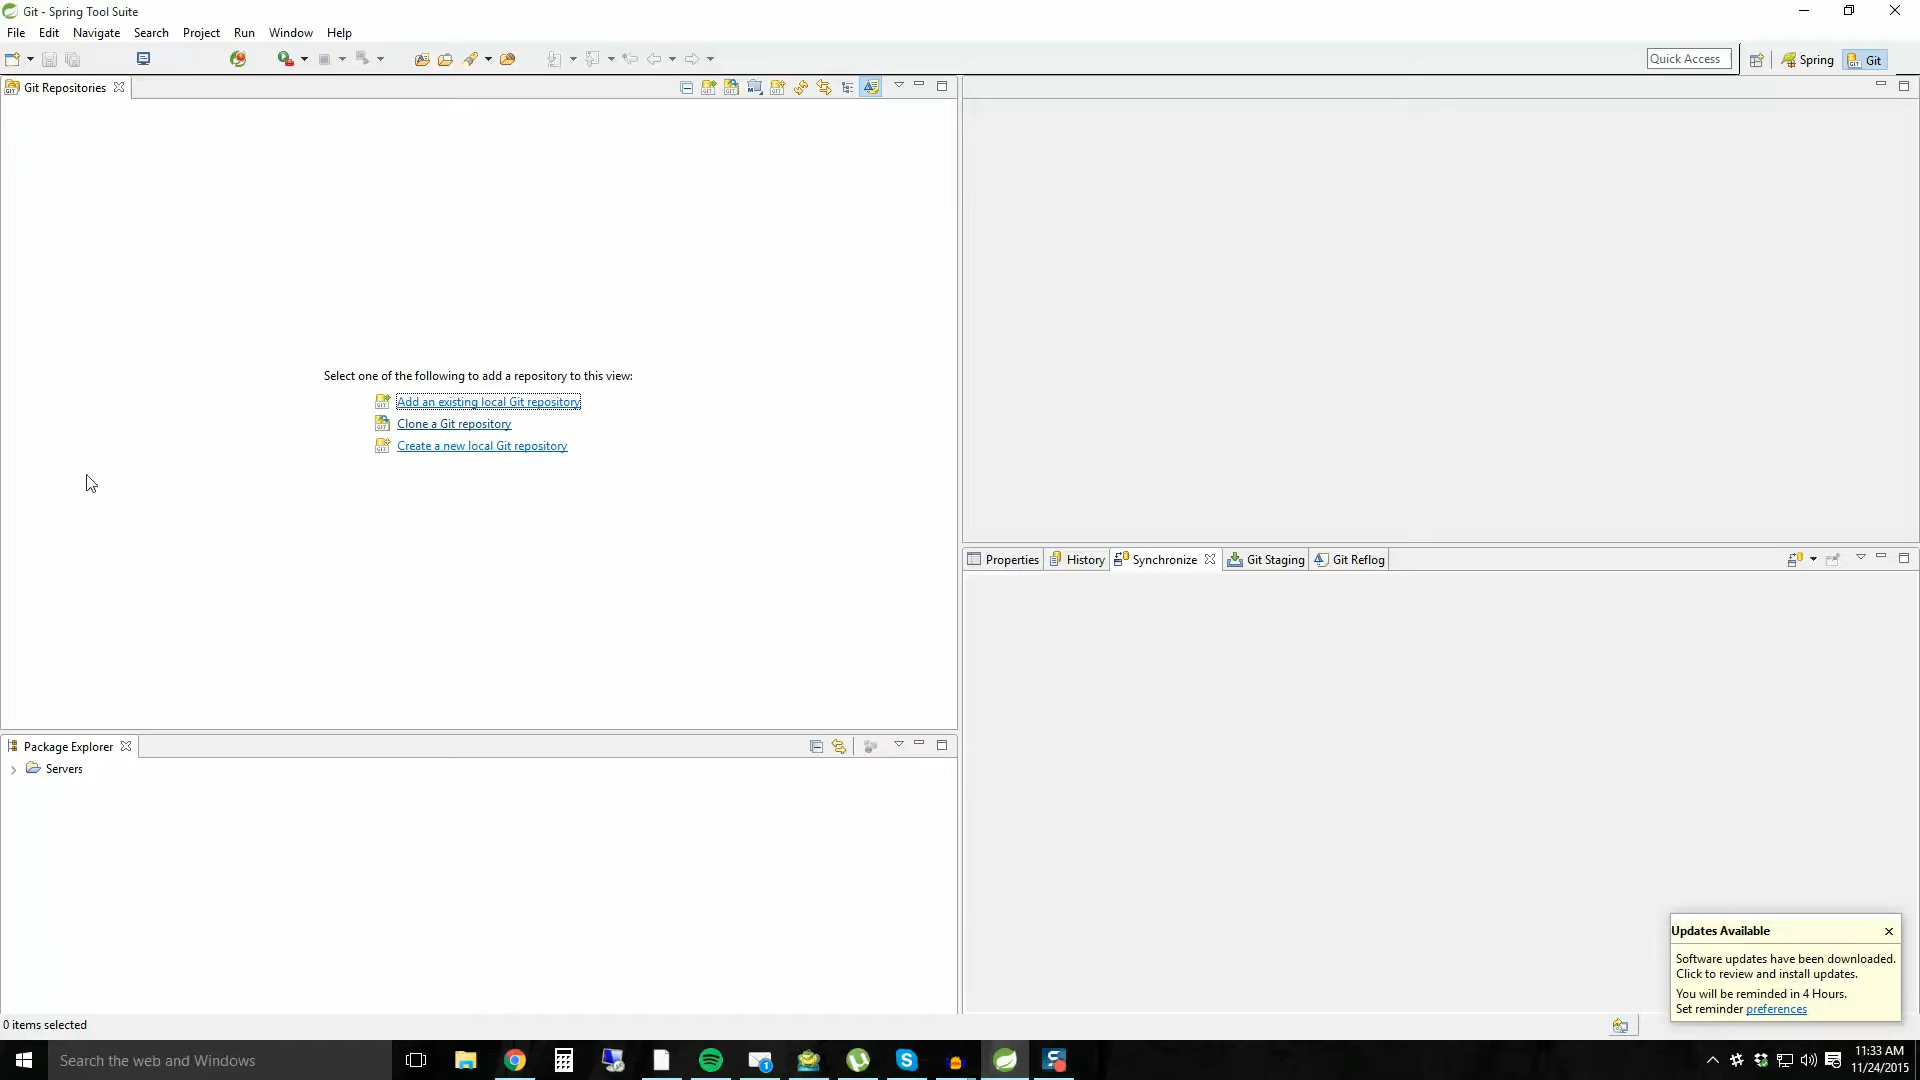 Git - Spring Tool Suite
File Edit Navigate Search Project Run Window Help
Quick Access
Spring
Git
Git Repositories
Select one of the following to add a repository to this view:
Add an existing local Git repository
Clone a Git repository
Create a new local Git repository
Properties History Synchronize Git Staging Git Reflog
Package Explorer
Servers
Updates Available
Software updates have been downloaded.
Click to review and install updates.
You will be reminded in 4 Hours.
Set reminder preferences
0 items selected
Search the web and Windows
11:33 AM
11/24/2015